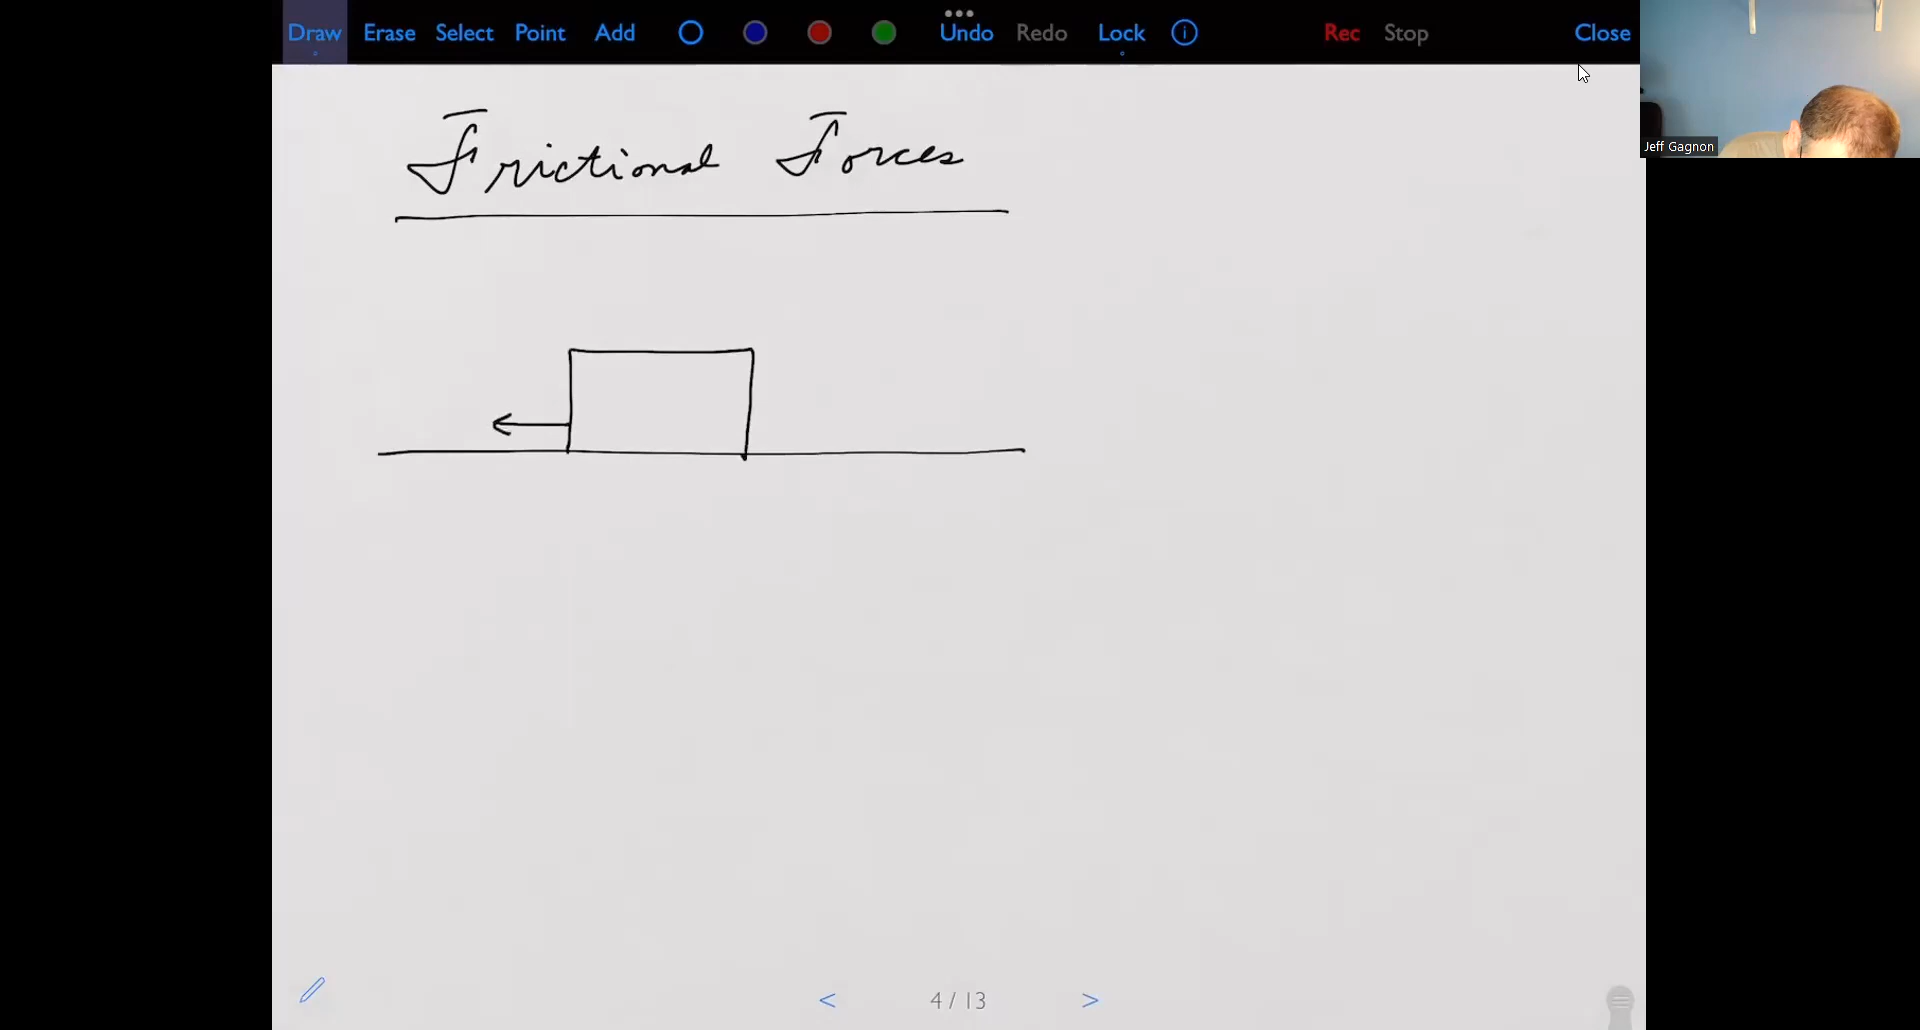 Draw Erase Select Point Add Undo Redo Lock Rec Stop Close
Jeff Gagnon
Frictional Forces
< 4 / 13 >